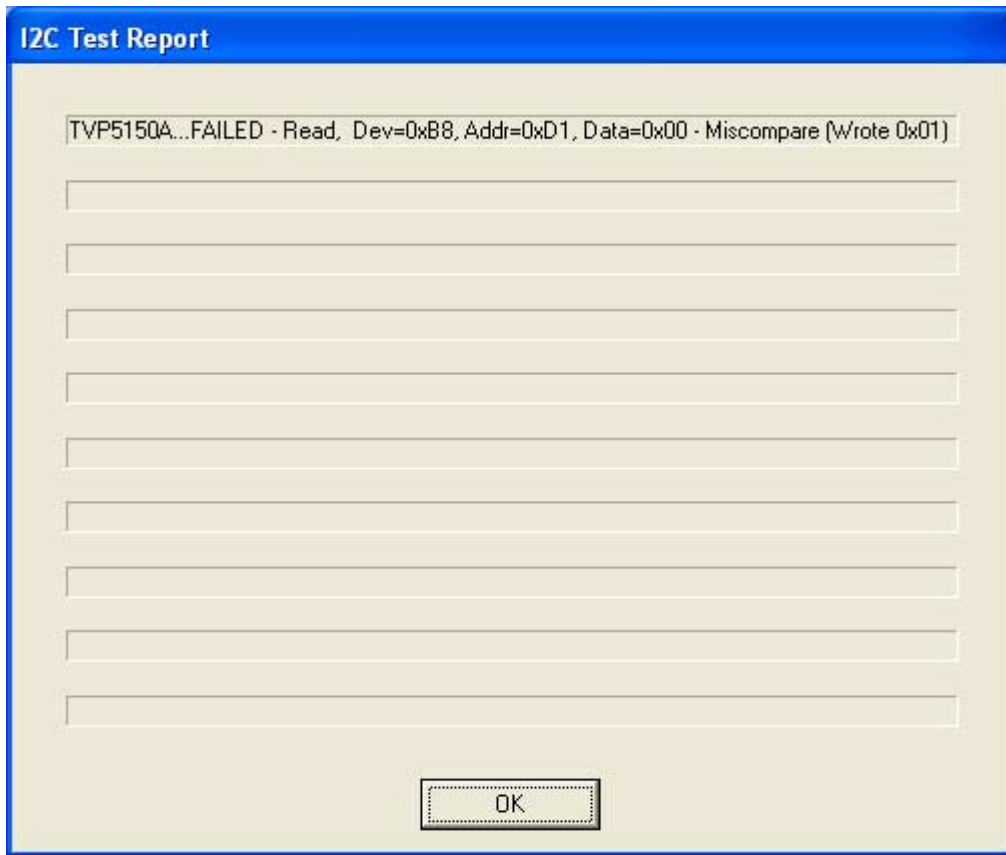 I2C Test Report
TVP5150A...FAILED - Read,  Dev=0xB8, Addr=0xD1, Data=0x00 - Miscompare (Wrote 0x01)
OK